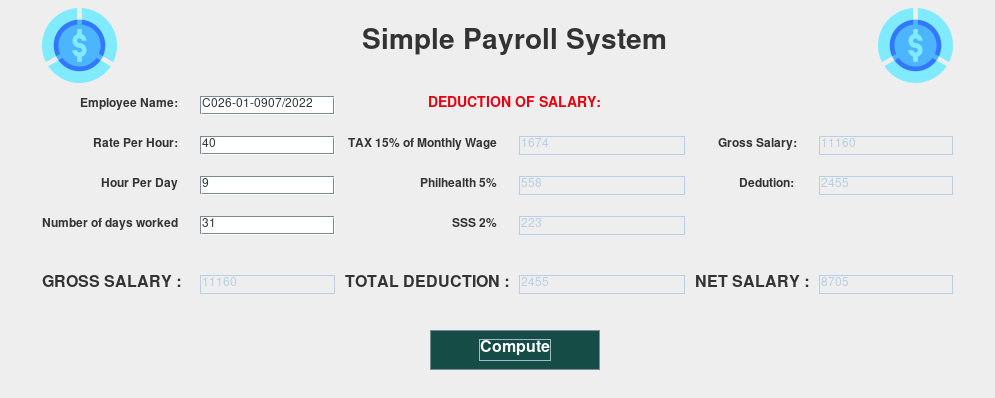 Simple Payroll System
Employee Name: C026-01-0907/2022 DEDUCTION OF SALARY:
Rate Per Hour: 40 TAX 15% of Monthly Wage 1674 Gross Salary: 11160
Hour Per Day 9 Philhealth 5% 558 Dedution: 2455
Number of days worked 31 SSS 2% 223
GROSS SALARY : 11160 TOTAL DEDUCTION : 2455 NET SALARY : 8705
Compute